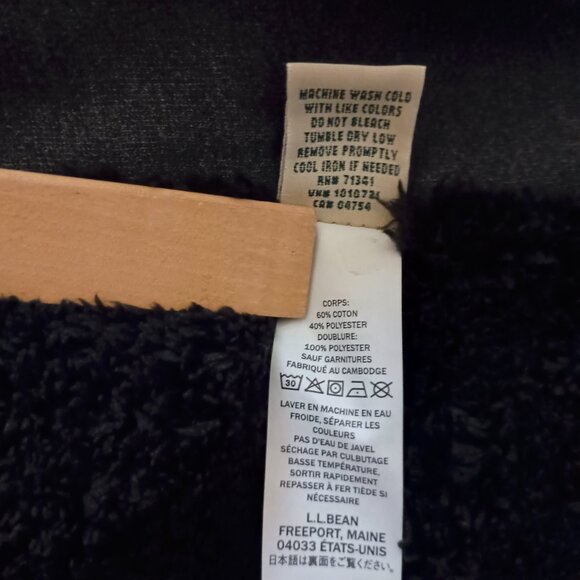 MACHINE WASH COLD
WITH LIKE COLORS
DO NOT BLEACH
TUMBLE DRY LOW
REMOVE PROMPTLY
COOL IRON IF NEEDED
RN# 71341
CA# 04754
CORPS:
60% COTON
40% POLYESTER
DOUBLURE:
100% POLYESTER
SAUF GARNITURES
FABRIQUÉ AU CAMBODGE
30
LAVER EN MACHINE EN EAU
FROIDE, SÉPARER LES
COULEURS
PAS D'EAU DE JAVEL
SÉCHAGE PAR CULBUTAGE
BASSE TEMPÉRATURE,
SORTIR RAPIDEMENT
REPASSER À FER TIÈDE SI
NÉCESSAIRE
L.L.BEAN
FREEPORT, MAINE
04033 ÉTATS-UNIS
日本語は裏面をご覧ください。